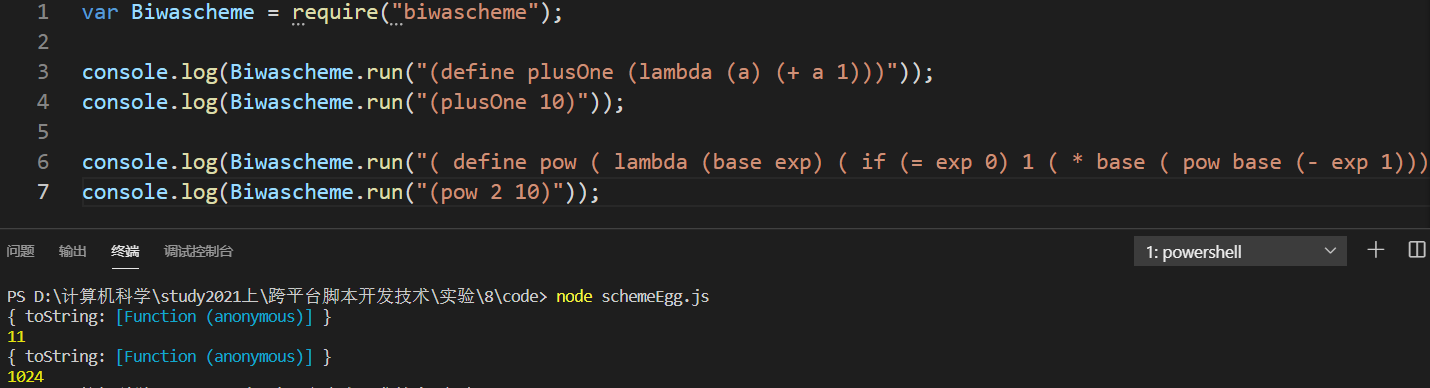 1 var Biwascheme = require("biwascheme");
2
3 console.log(Biwascheme.run("(define plusOne (lambda (a) (+ a 1)))"));
4 console.log(Biwascheme.run("(plusOne 10)"));
5
6 console.log(Biwascheme.run("( define pow ( lambda (base exp) ( if (= exp 0) 1 ( * base ( pow base (- exp 1)))
7 console.log(Biwascheme.run("(pow 2 10)"));
问题 输出 终端 调试控制台 1: powershell
PS D:\计算机科学\study2021上\跨平台脚本开发技术\实验\8\code> node schemeEgg.js
{ toString: [Function (anonymous)] }
11
{ toString: [Function (anonymous)] }
1024